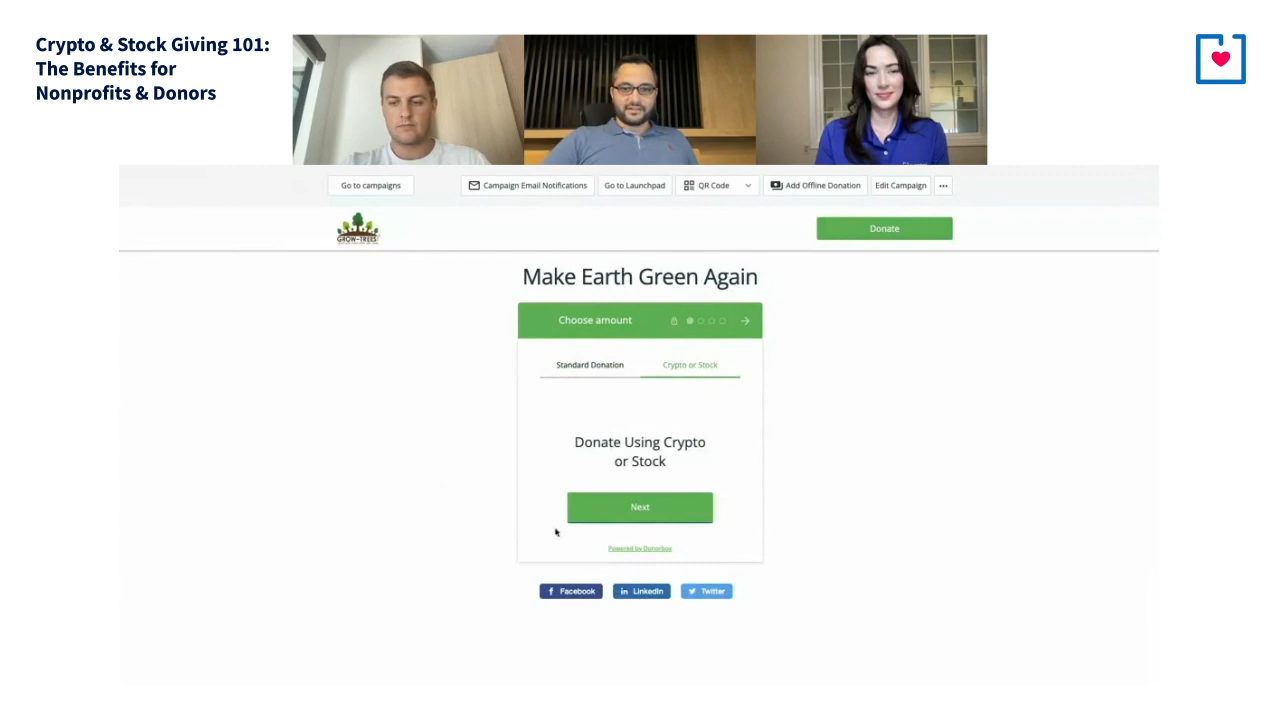 Crypto & Stock Giving 101:
The Benefits for
Nonprofits & Donors
Go to campaigns
Campaign Email Notifications
Go to Launchpad
QR Code
Add Offline Donation
Edit Campaign
GROW-TREES
Donate
Make Earth Green Again
Choose amount
Standard Donation
Crypto or Stock
Donate Using Crypto
or Stock
Next
Powered by Donorbox
Facebook
LinkedIn
Twitter